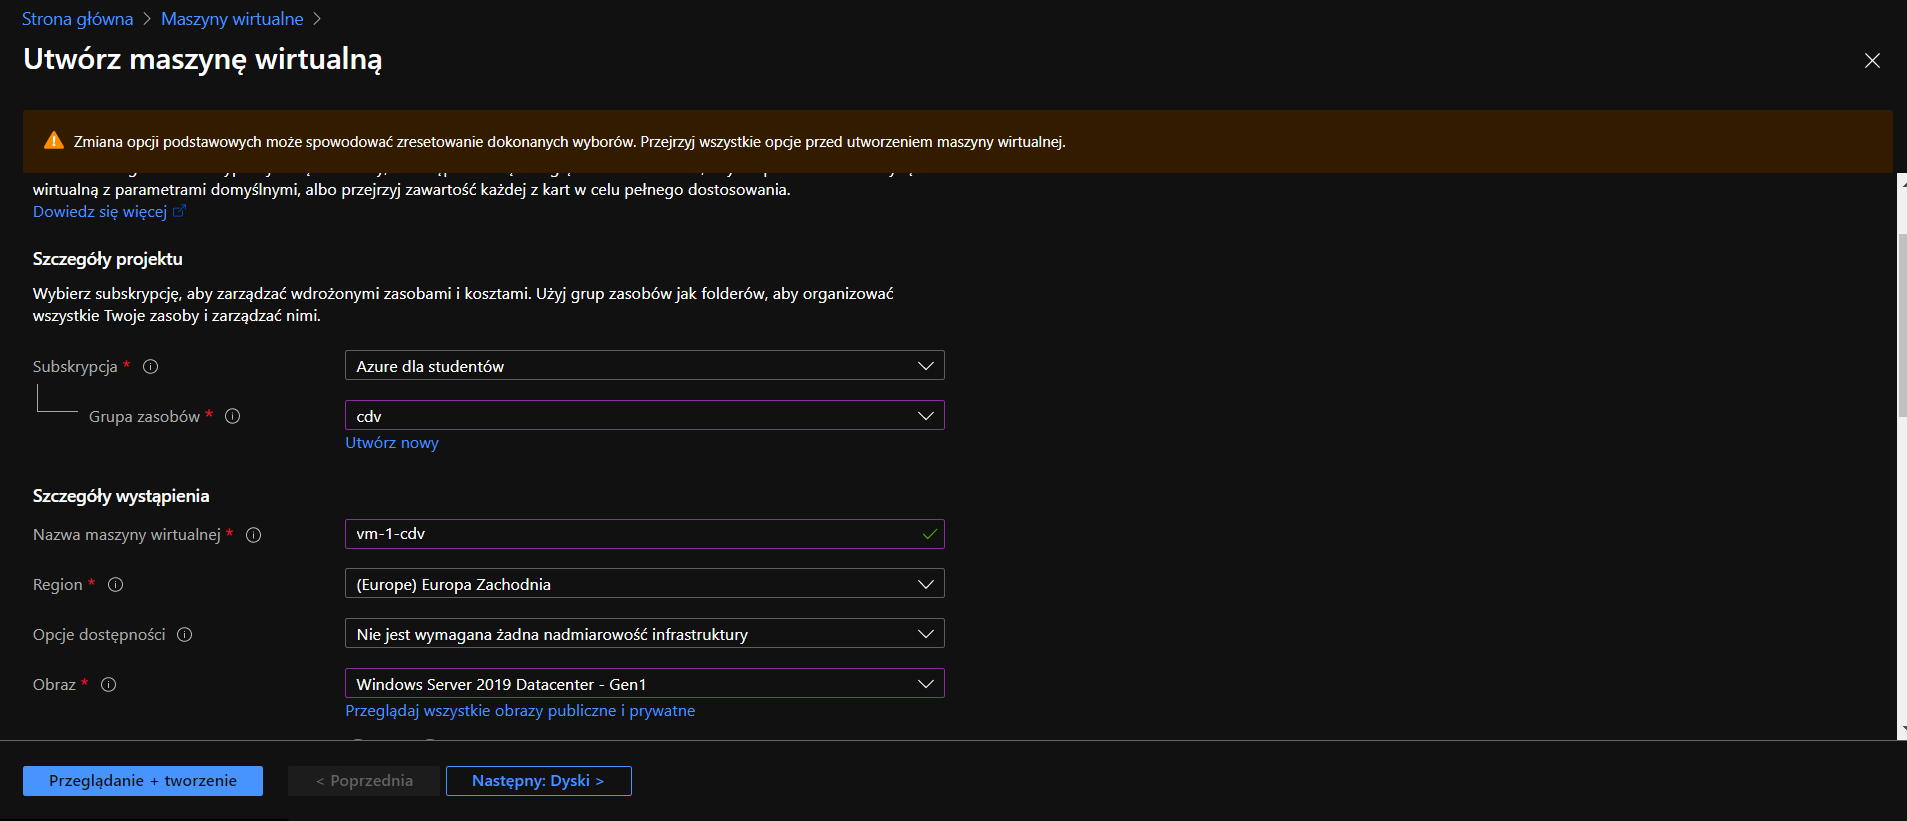 Strona główna > Maszyny wirtualne >
Utwórz maszynę wirtualną
Zmiana opcji podstawowych może spowodować zresetowanie dokonanych wyborów. Przejrzyj wszystkie opcje przed utworzeniem maszyny wirtualnej.
wirtualną z parametrami domyślnymi, albo przejrzyj zawartość każdej z kart w celu pełnego dostosowania.
Dowiedz się więcej
Szczegóły projektu
Wybierz subskrypcję, aby zarządzać wdrożonymi zasobami i kosztami. Użyj grup zasobów jak folderów, aby organizować
wszystkie Twoje zasoby i zarządzać nimi.
Subskrypcja * Azure dla studentów
Grupa zasobów * cdv
Utwórz nowy
Szczegóły wystąpienia
Nazwa maszyny wirtualnej * vm-1-cdv
Region * (Europe) Europa Zachodnia
Opcje dostępności Nie jest wymagana żadna nadmiarowość infrastruktury
Obraz * Windows Server 2019 Datacenter - Gen1
Przeglądaj wszystkie obrazy publiczne i prywatne
Przeglądanie + tworzenie < Poprzednia Następny: Dyski >